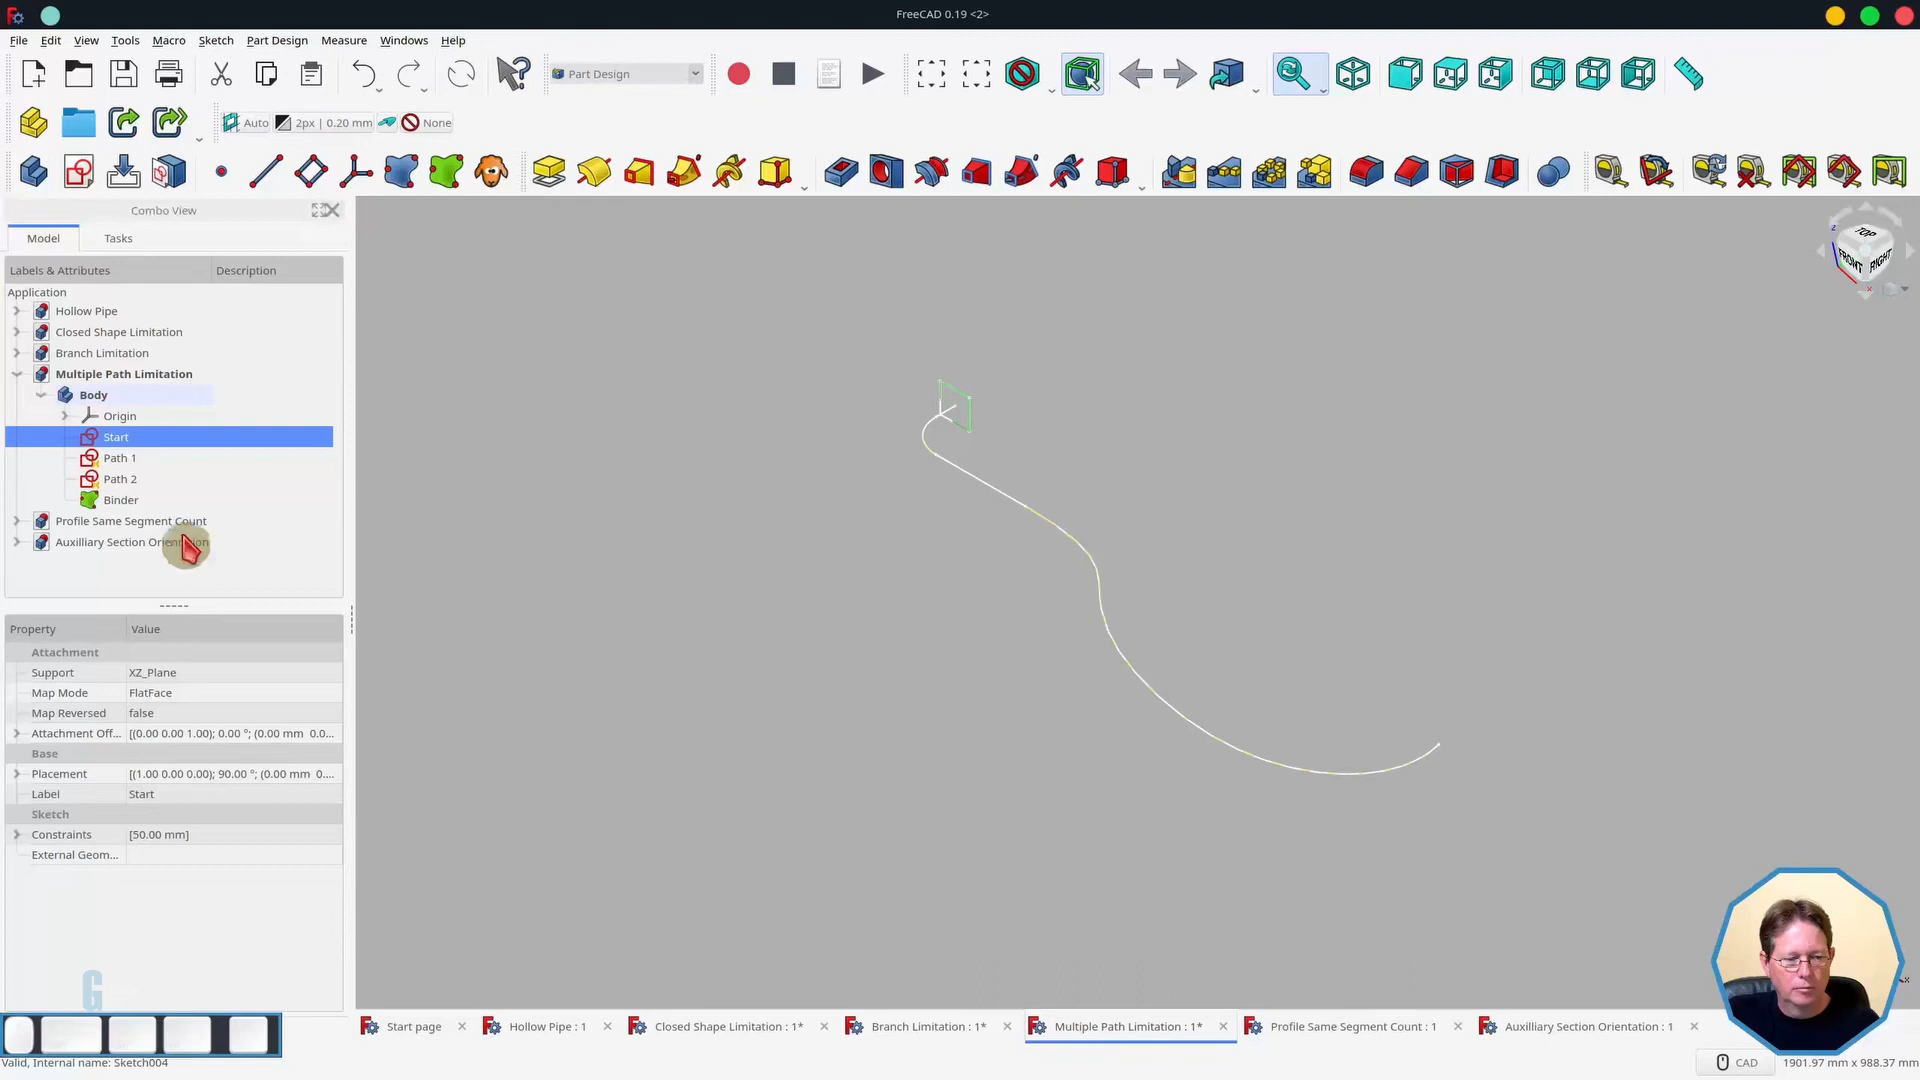 FreeCAD 0.19 <2>
File Edit View Tools Macro Sketch Part Design Measure Windows Help
Part Design
Auto 2px | 0.20 mm None
Combo View
Model Tasks
Labels & Attributes Description
Application
Hollow Pipe
Closed Shape Limitation
Branch Limitation
Multiple Path Limitation
Body
Origin
Start
Path 1
Path 2
Binder
Profile Same Segment Count
Auxilliary Section Orientation
Property Value
Attachment
Support XZ_Plane
Map Mode FlatFace
Map Reversed false
Attachment Off... [(0.00 0.00 1.00); 0.00 °; (0.00 mm 0.0...
Base
Placement [(1.00 0.00 0.00); 90.00 °; (0.00 mm 0....
Label Start
Sketch
Constraints [50.00 mm]
External Geom...
G
TOP
FRONT
RIGHT
Z
X
Start page Hollow Pipe : 1 Closed Shape Limitation : 1* Branch Limitation : 1* Multiple Path Limitation : 1* Profile Same Segment Count : 1 Auxilliary Section Orientation : 1
Valid, Internal name: Sketch004
CAD 1901.97 mm x 988.37 mm